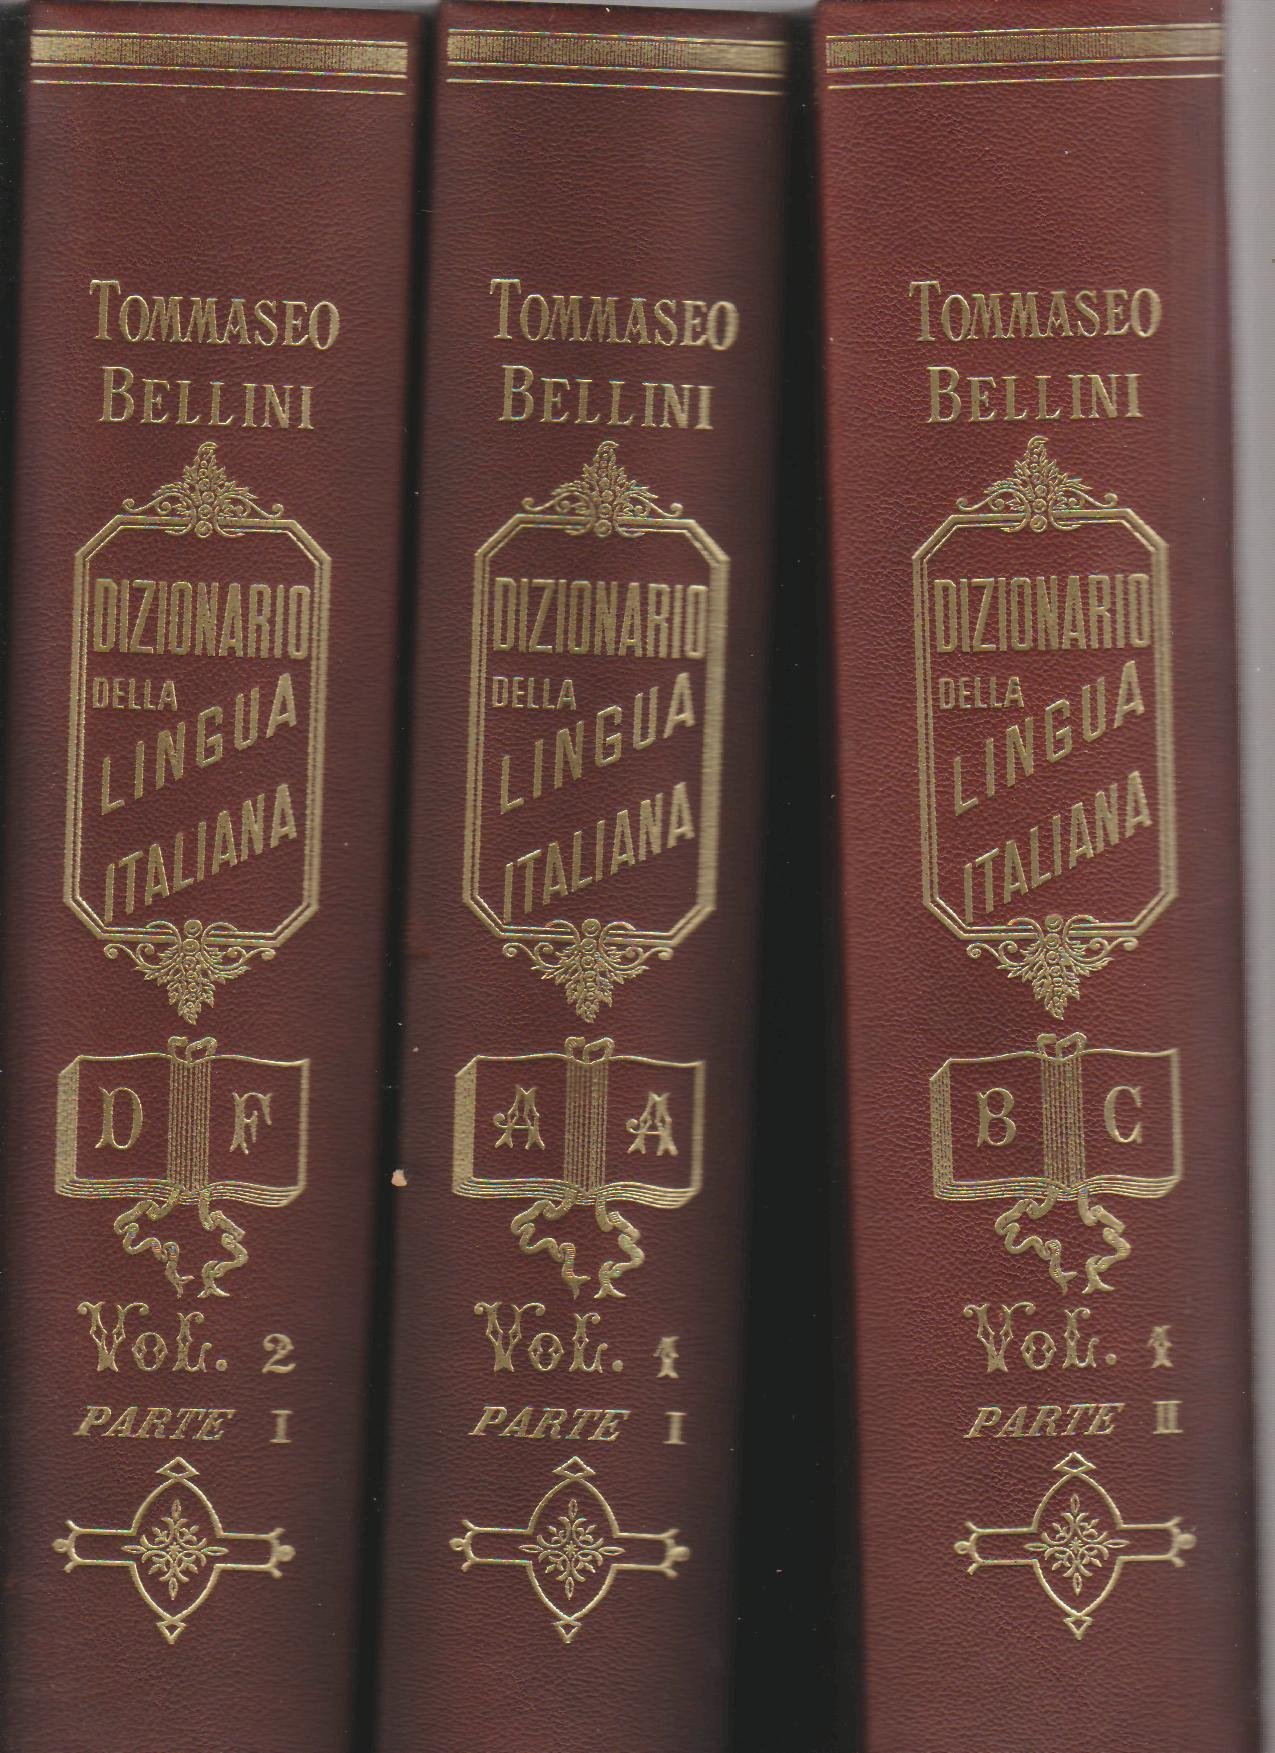 TOMMASEO
BELLINI
DIZIONARIO
DELLA
LINGUA
ITALIANA
D F
VOL. 2
PARTE I
TOMMASEO
BELLINI
DIZIONARIO
DELLA
LINGUA
ITALIANA
A A
VOL. 1
PARTE I
TOMMASEO
BELLINI
DIZIONARIO
DELLA
LINGUA
ITALIANA
B C
VOL. 1
PARTE II